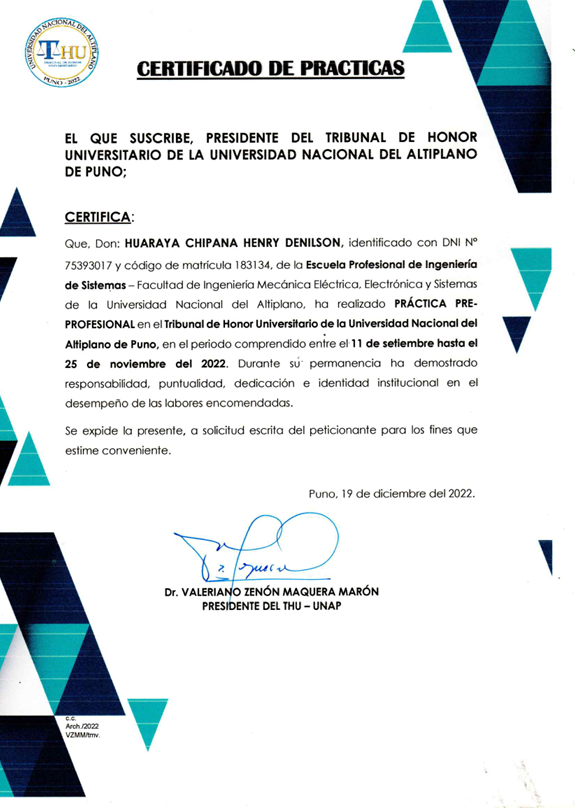 UNIVERSIDAD NACIONAL DEL ALTIPLANO
THU
TRIBUNAL DE HONOR
UNIVERSITARIO
PUNO - 2022
CERTIFICADO DE PRACTICAS
EL QUE SUSCRIBE, PRESIDENTE DEL TRIBUNAL DE HONOR
UNIVERSITARIO DE LA UNIVERSIDAD NACIONAL DEL ALTIPLANO
DE PUNO;
CERTIFICA:
Que, Don: HUARAYA CHIPANA HENRY DENILSON, identificado con DNI N°
75393017 y código de matrícula 183134, de la Escuela Profesional de Ingeniería
de Sistemas – Facultad de Ingeniería Mecánica Eléctrica, Electrónica y Sistemas
de la Universidad Nacional del Altiplano, ha realizado PRÁCTICA PRE-
PROFESIONAL en el Tribunal de Honor Universitario de la Universidad Nacional del
Altiplano de Puno, en el periodo comprendido entre el 11 de setiembre hasta el
25 de noviembre del 2022. Durante su permanencia ha demostrado
responsabilidad, puntualidad, dedicación e identidad institucional en el
desempeño de las labores encomendadas.
Se expide la presente, a solicitud escrita del peticionante para los fines que
estime conveniente.
Puno, 19 de diciembre del 2022.
Dr. VALERIANO ZENÓN MAQUERA MARÓN
PRESIDENTE DEL THU – UNAP
c.c.
Arch./2022
VZMM/tmv.